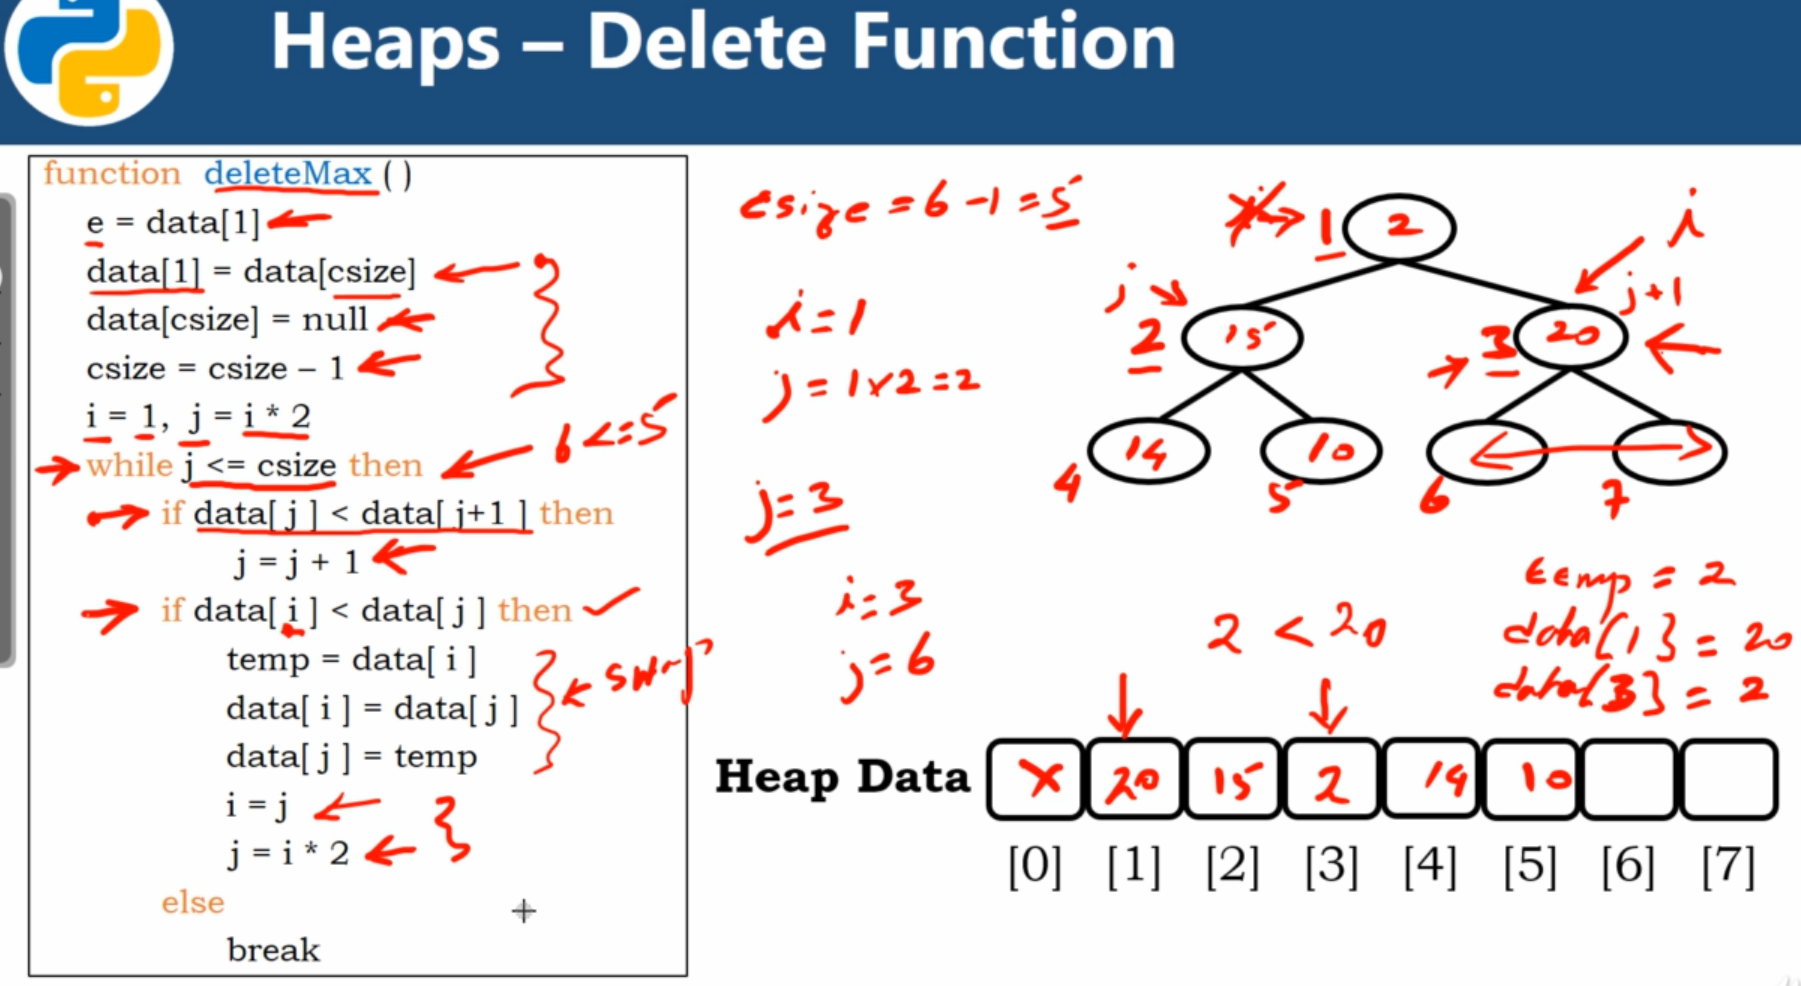 Heaps – Delete Function
function deleteMax ( )
e = data[1]
data[1] = data[csize]
data[csize] = null
csize = csize – 1
i = 1, j = i * 2
while j <= csize then
6 <= 5
if data[ j ] < data[ j+1 ] then
j = j + 1
if data[ i ] < data[ j ] then
temp = data[ i ]
data[ i ] = data[ j ]
data[ j ] = temp
swap
i = j
j = i * 2
else
break
csize = 6 - 1 = 5
i = 1
j = 1 x 2 = 2
j = 3
i = 3
j = 6
1 2
i
j
j+1
2 15
3 20
14 10
4 5 6 7
2 < 20
temp = 2
data[1] = 20
data[3] = 2
Heap Data X 20 15 2 14 10
[0] [1] [2] [3] [4] [5] [6] [7]